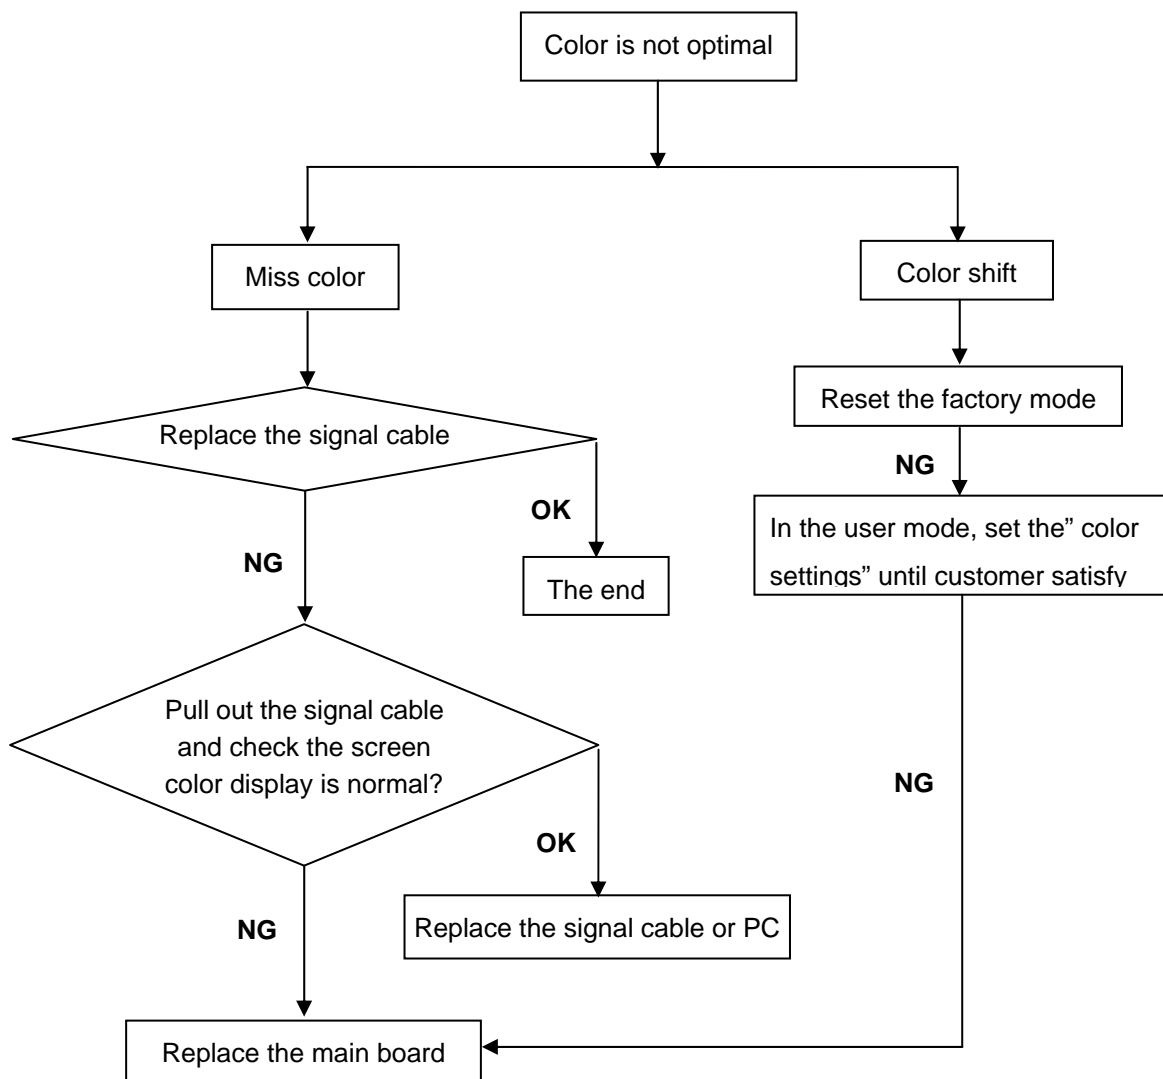 Color is not optimal
Miss color
Color shift
Reset the factory mode
Replace the signal cable
NG
OK
In the user mode, set the” color
settings” until customer satisfy
NG
The end
Pull out the signal cable
and check the screen
color display is normal?
NG
OK
NG
Replace the signal cable or PC
Replace the main board